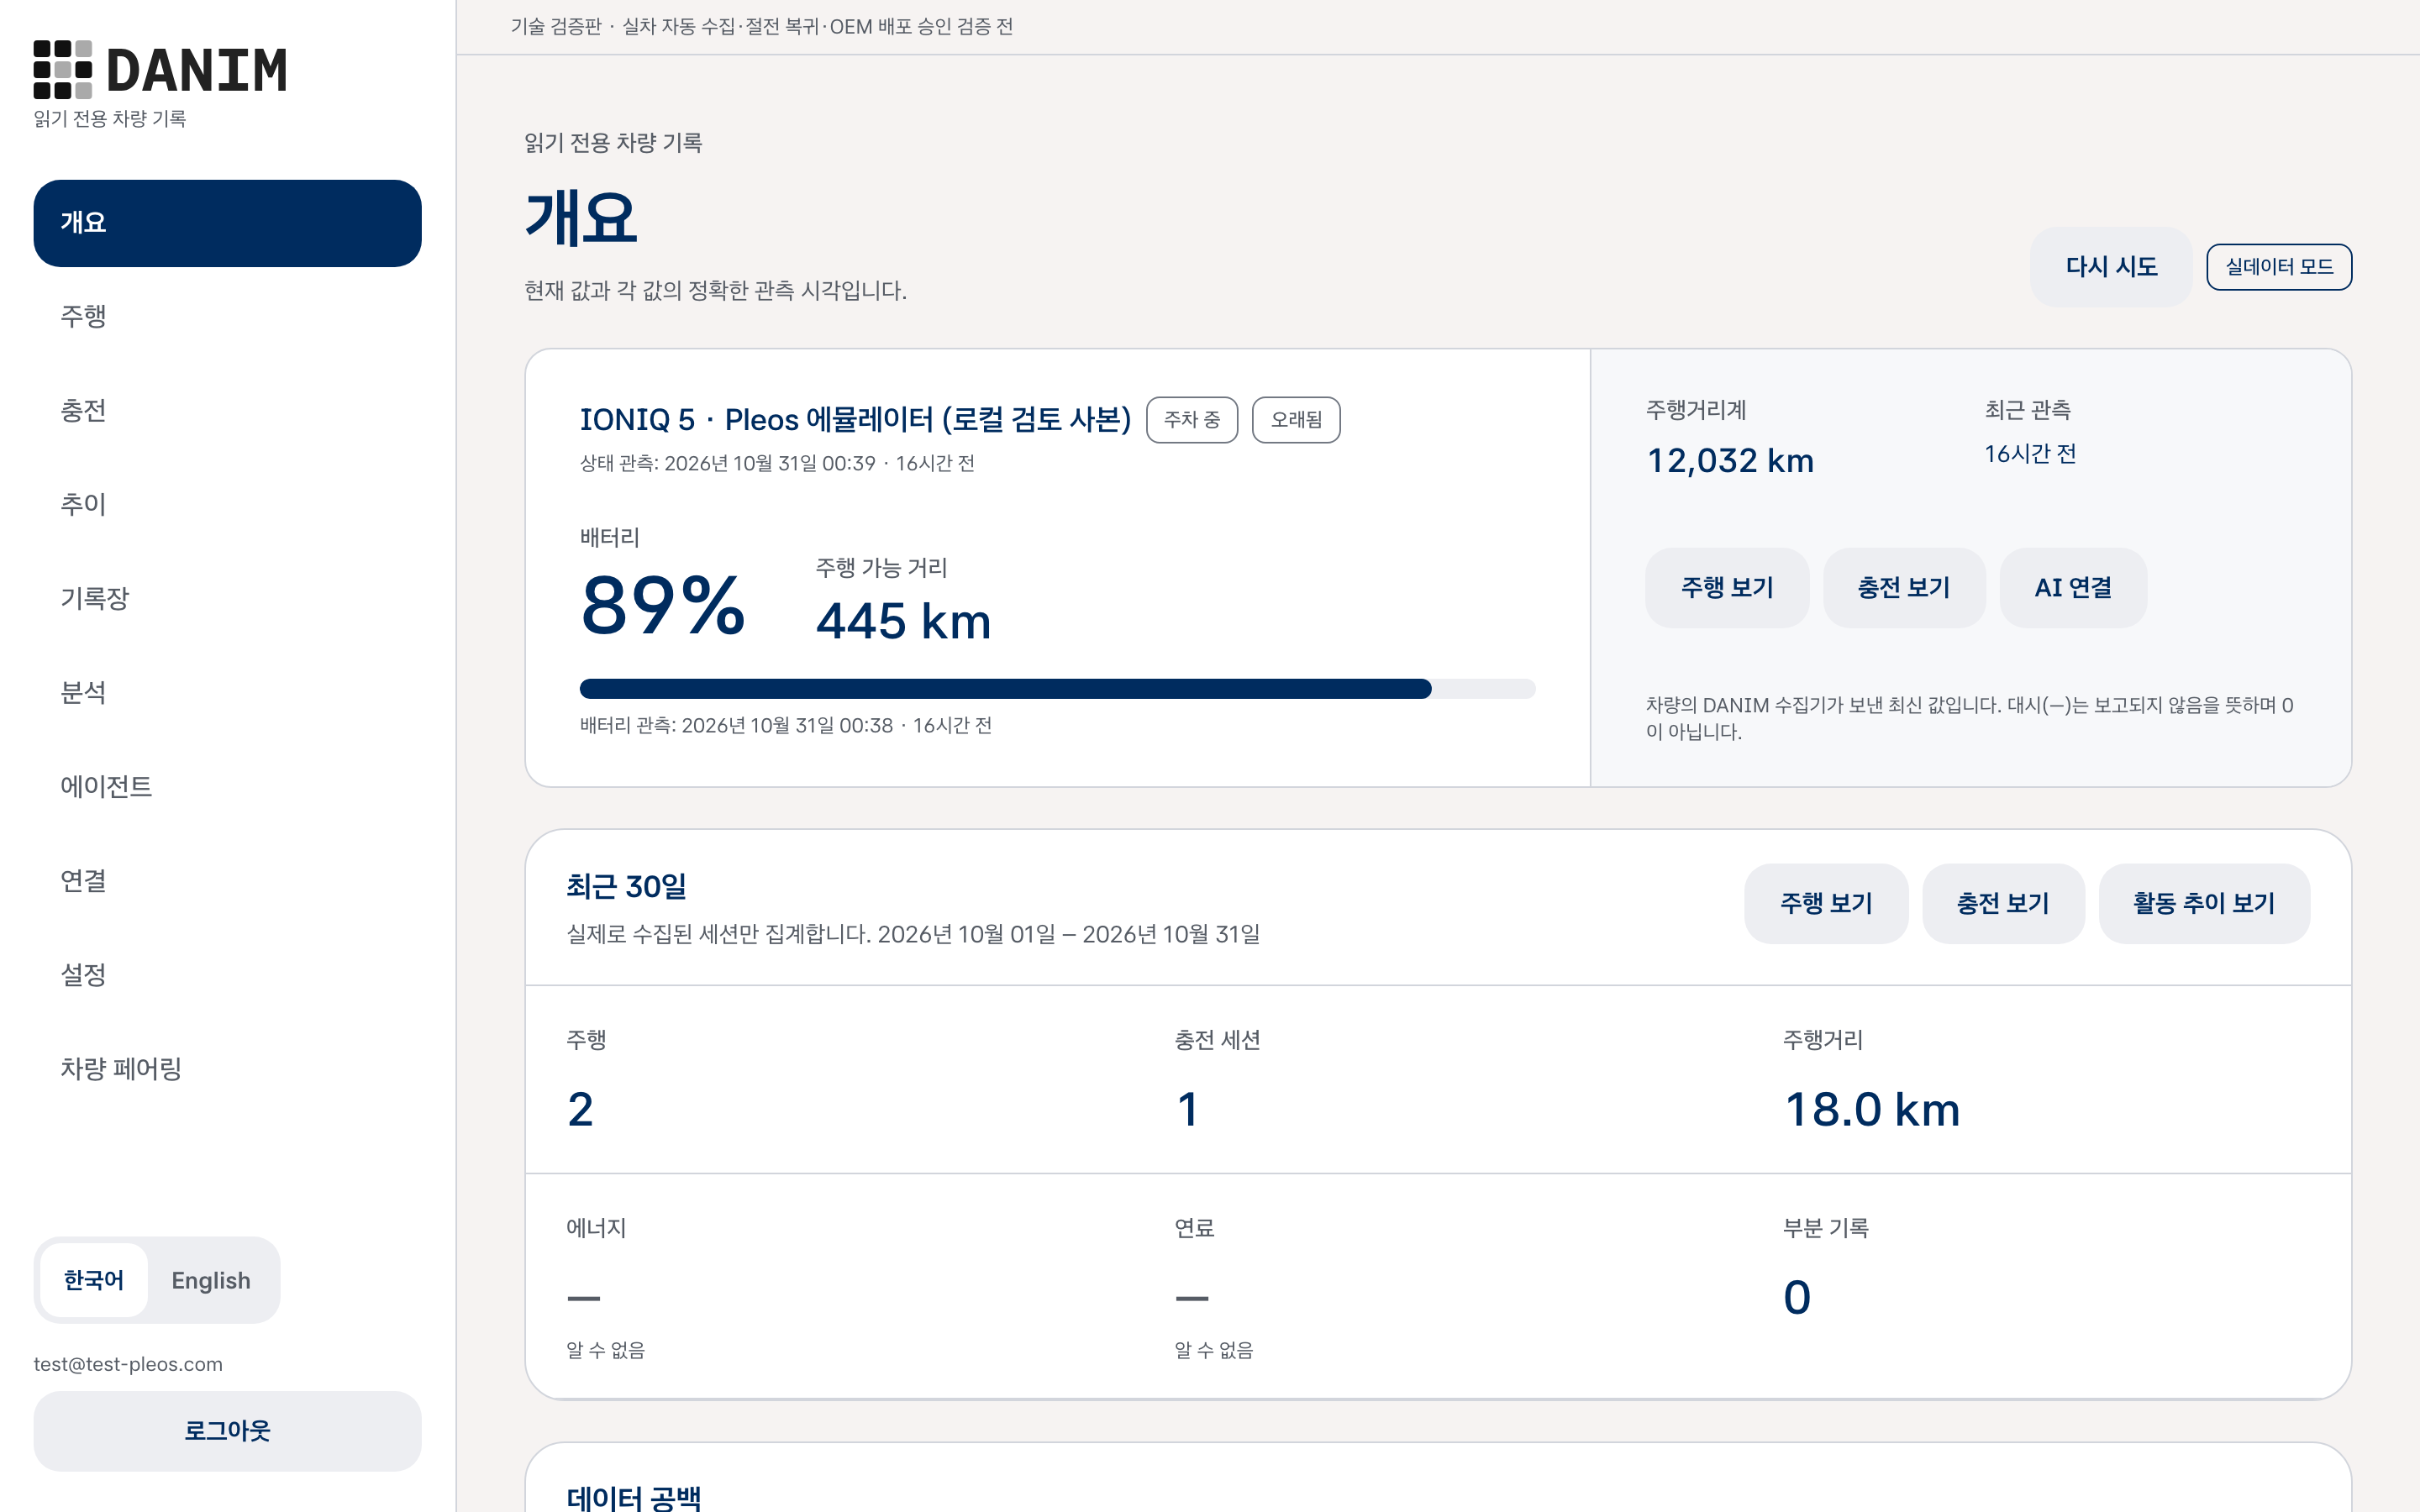 DANIM
읽기 전용 차량 기록
개요
주행
충전
추이
기록장
분석
에이전트
연결
설정
차량 페어링
한국어
English
test@test-pleos.com
로그아웃
기술 검증판 · 실차 자동 수집·절전 복귀·OEM 배포 승인 검증 전
읽기 전용 차량 기록
개요
현재 값과 각 값의 정확한 관측 시각입니다.
다시 시도
실데이터 모드
IONIQ 5 · Pleos 에뮬레이터 (로컬 검토 사본)
주차 중
오래됨
상태 관측: 2026년 10월 31일 00:39 · 16시간 전
배터리
89%
주행 가능 거리
445 km
배터리 관측: 2026년 10월 31일 00:38 · 16시간 전
주행거리계
12,032 km
최근 관측
16시간 전
주행 보기
충전 보기
AI 연결
차량의 DANIM 수집기가 보낸 최신 값입니다. 대시(—)는 보고되지 않음을 뜻하며 0
이 아닙니다.
최근 30일
실제로 수집된 세션만 집계합니다. 2026년 10월 01일 – 2026년 10월 31일
주행 보기
충전 보기
활동 추이 보기
주행
2
충전 세션
1
주행거리
18.0 km
에너지
—
알 수 없음
연료
—
알 수 없음
부분 기록
0
데이터 공백